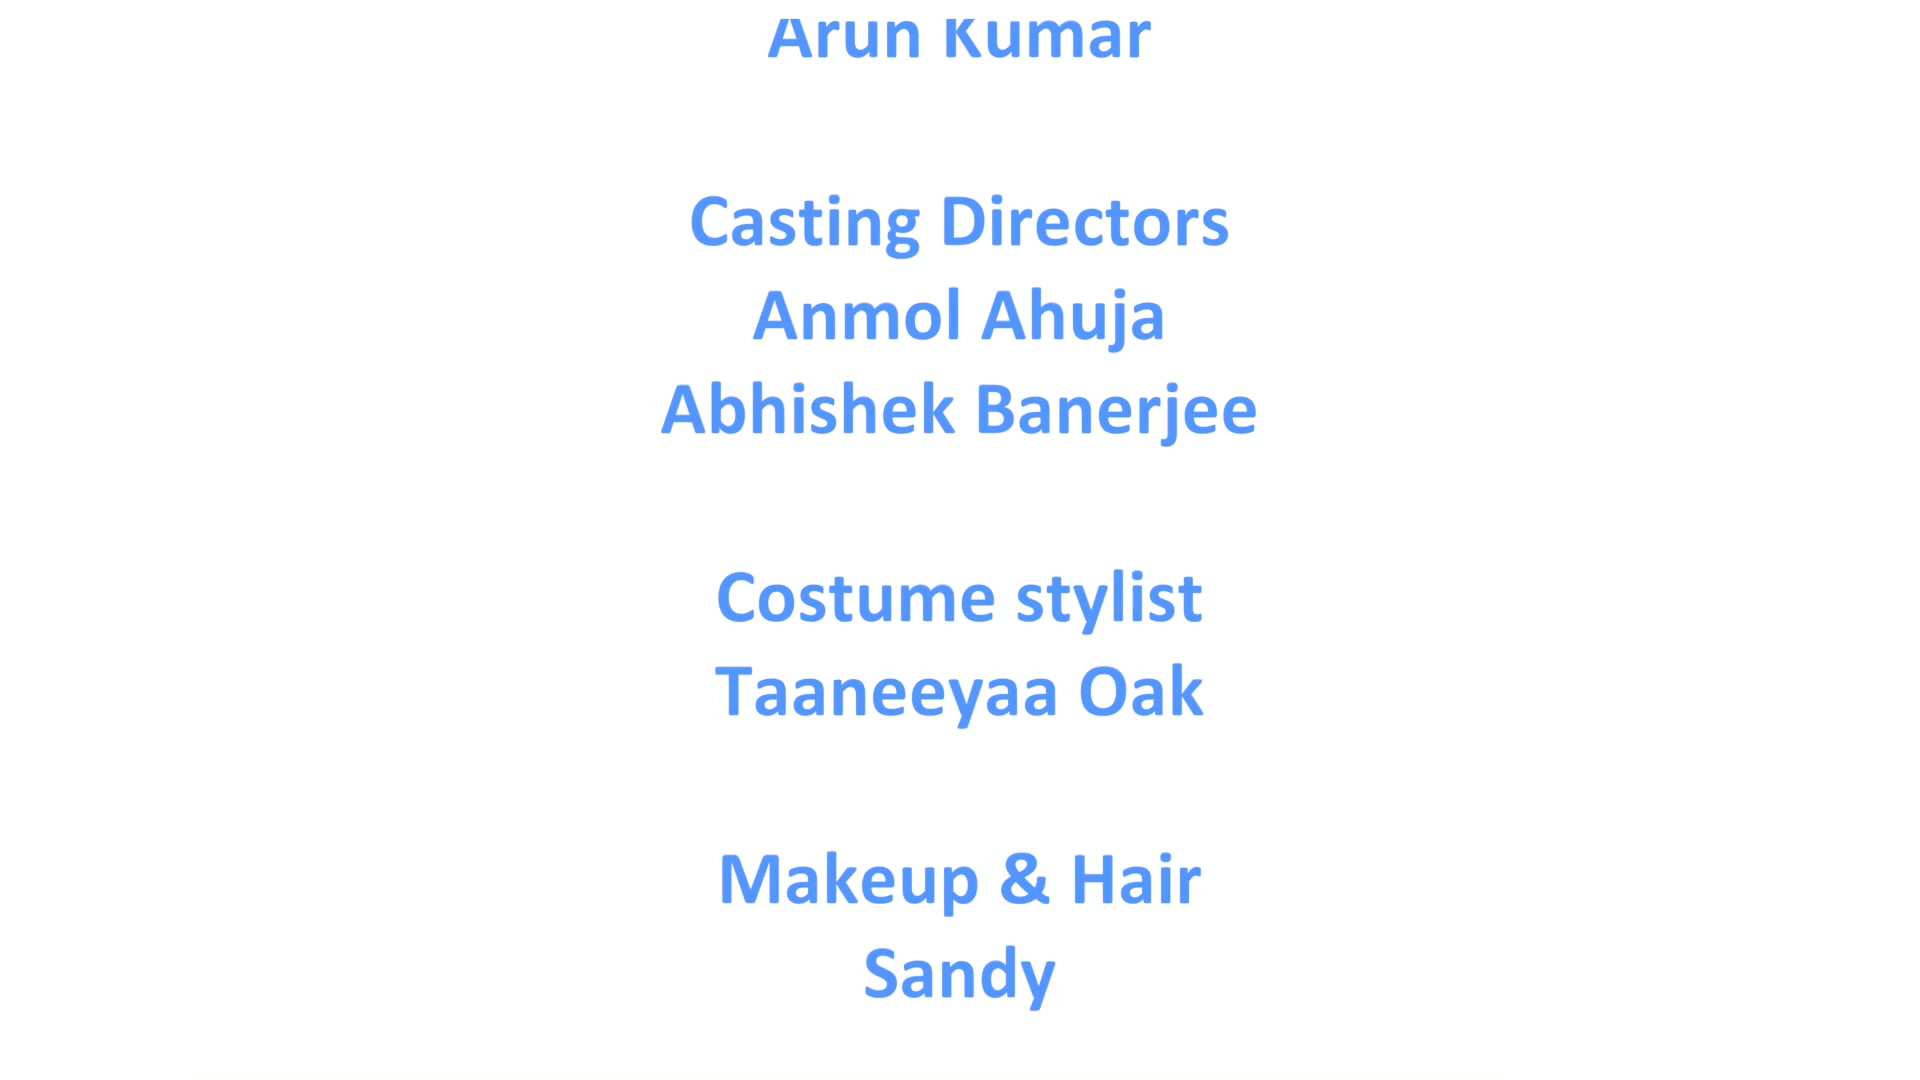 Arun Kumar
Casting Directors
Anmol Ahuja
Abhishek Banerjee
Costume stylist
Taaneeyaa Oak
Makeup & Hair
Sandy